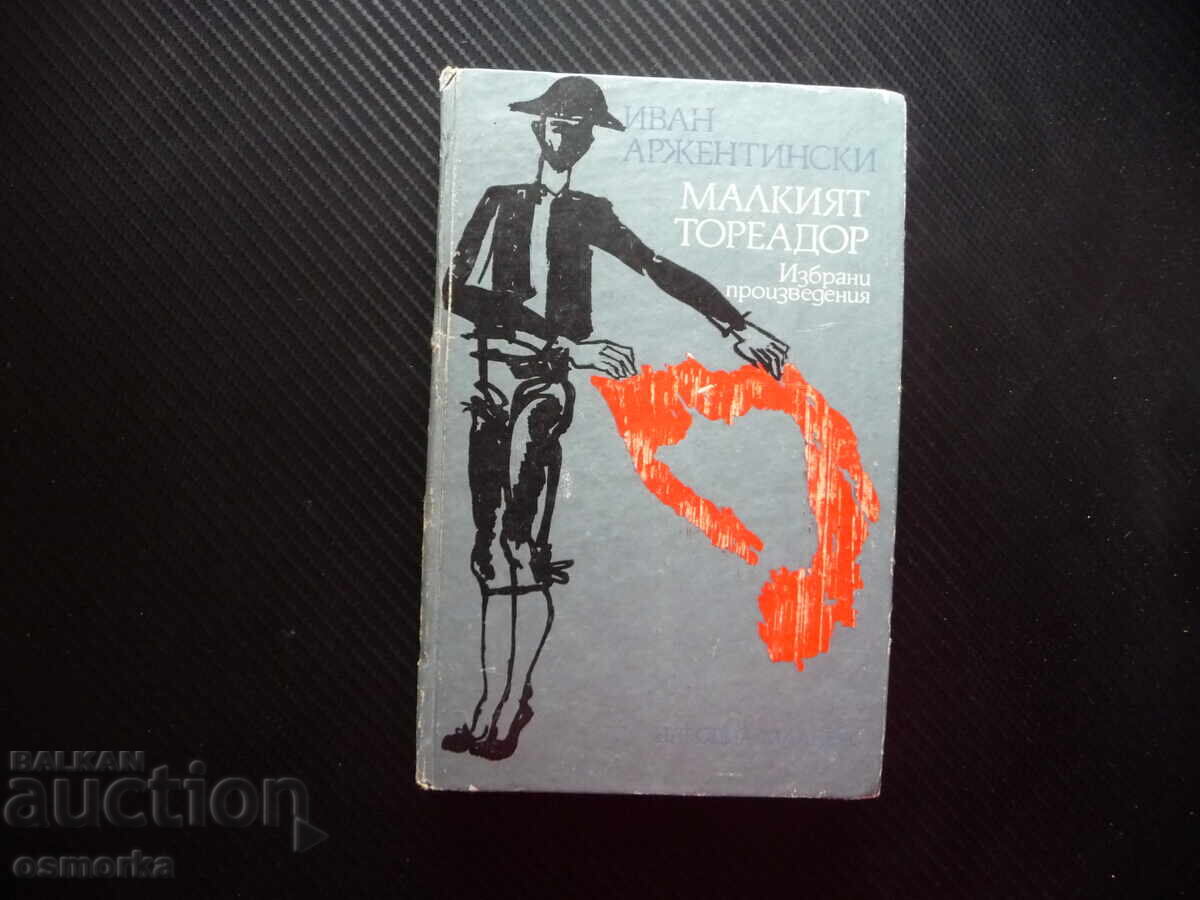 ИВАН
АРЖЕНТИНСКИ
МАЛКИЯТ
ТОРЕАДОР
Избрани
произведения
BALKAN
auction
osmorka